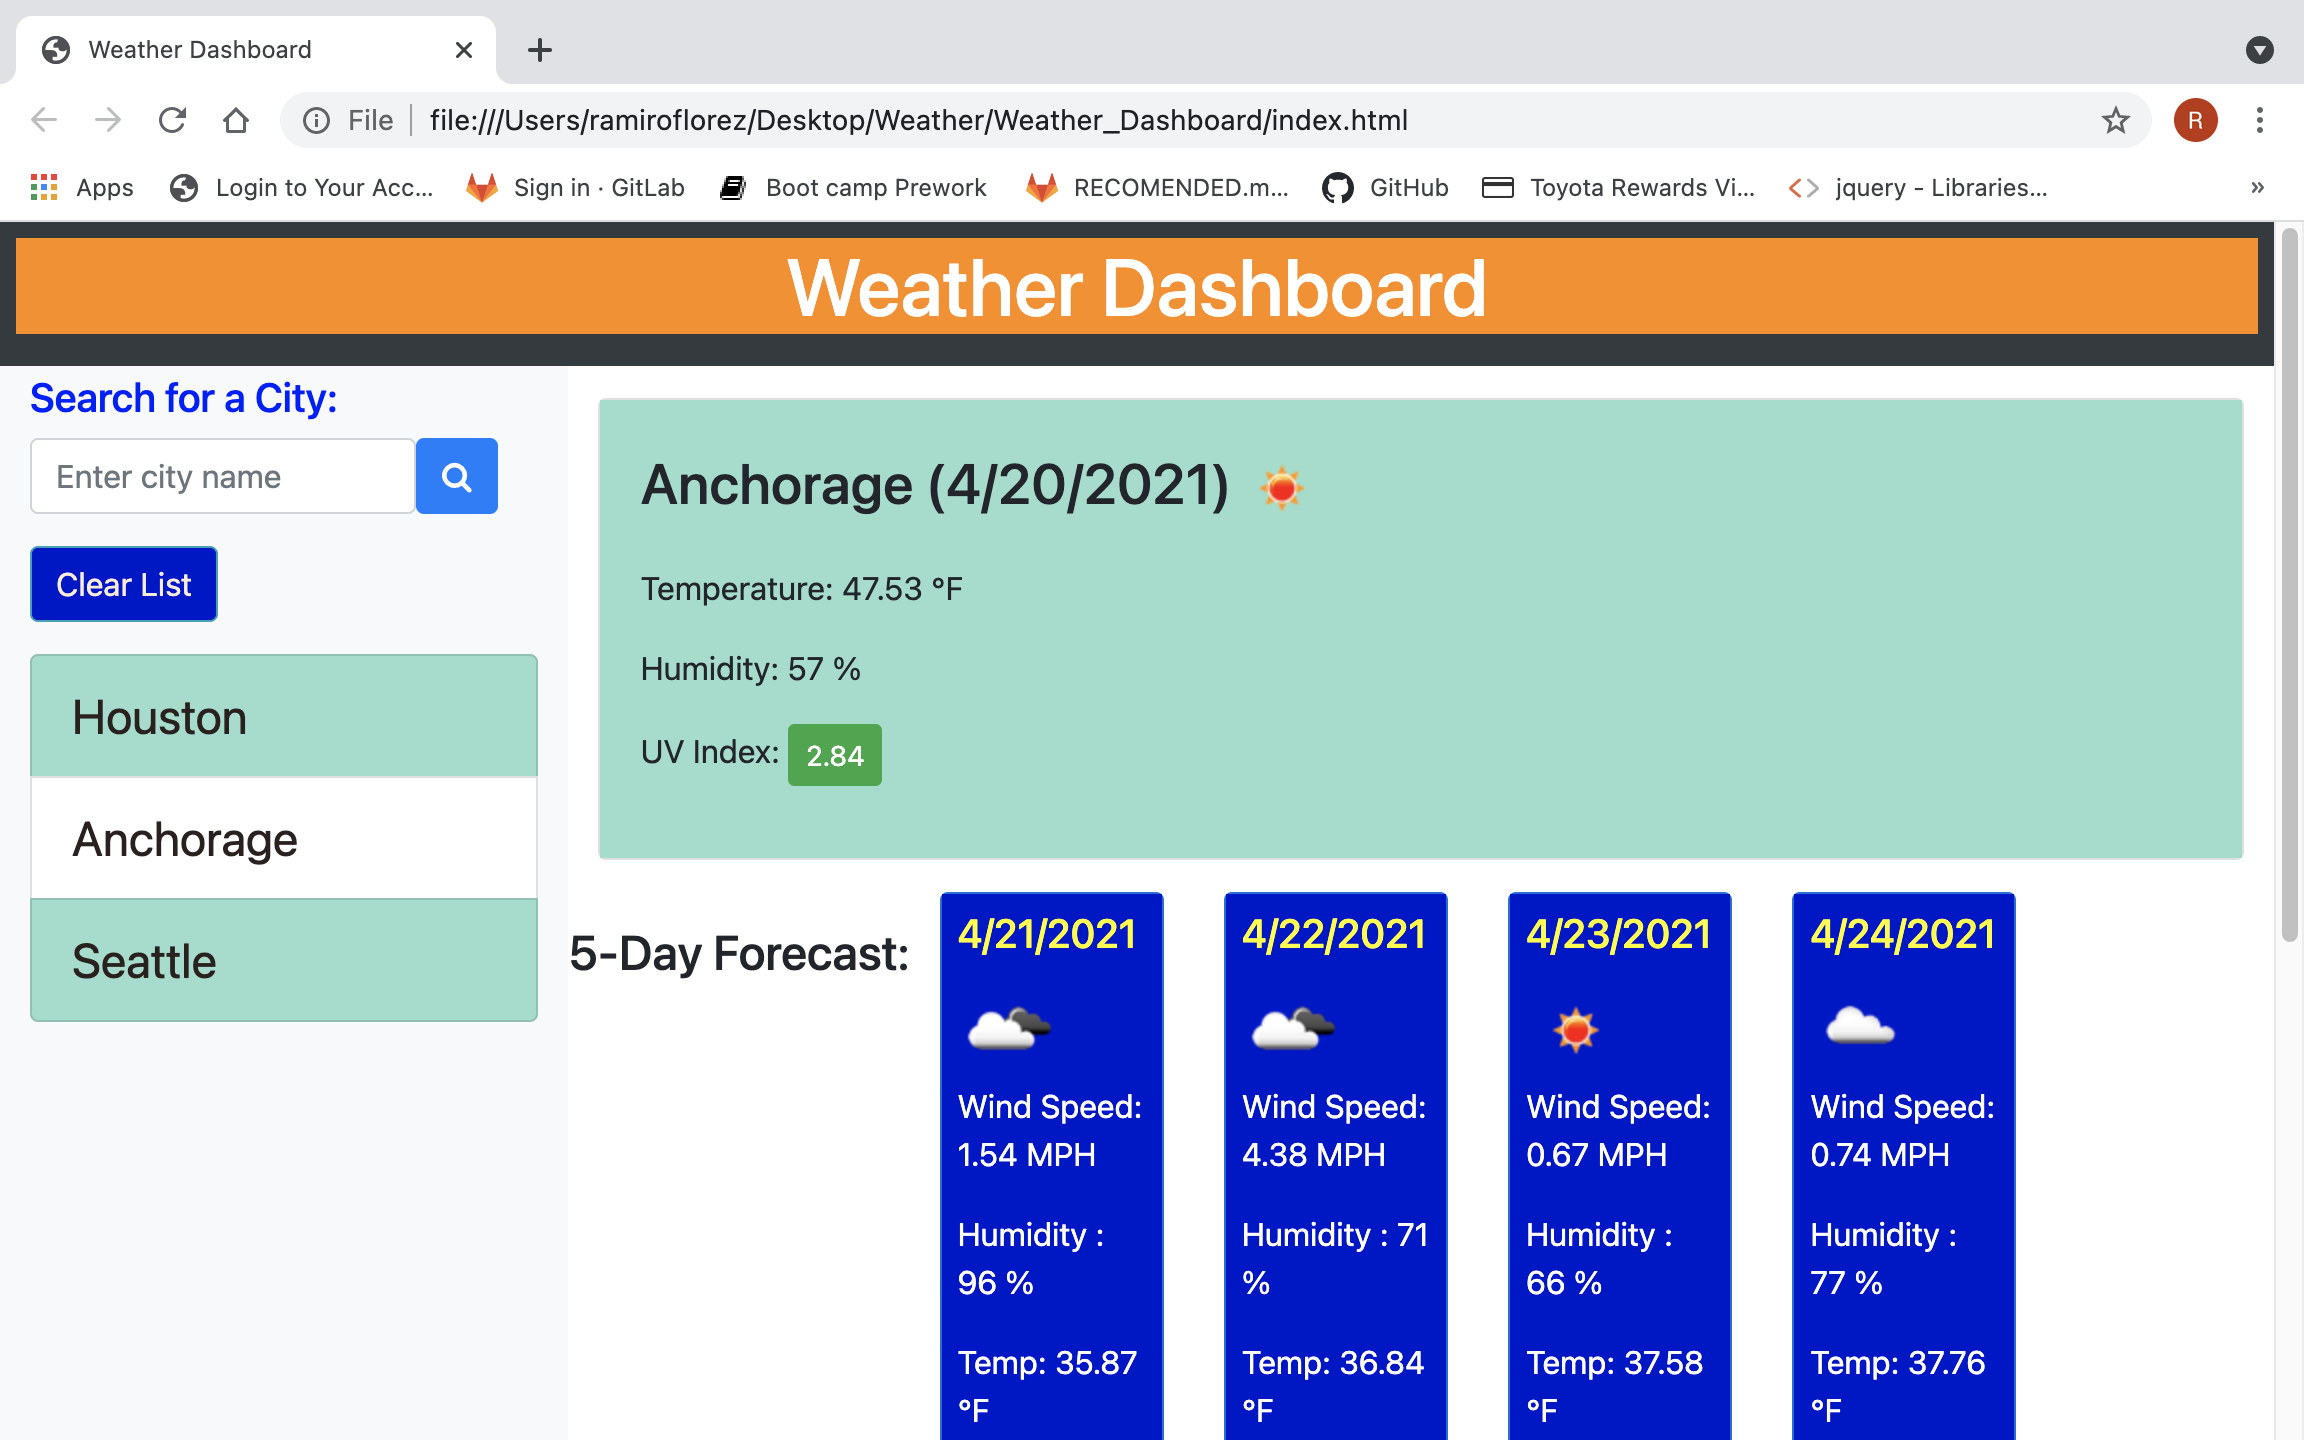 Weather Dashboard
File
file:///Users/ramiroflorez/Desktop/Weather/Weather_Dashboard/index.html
R
Apps
Login to Your Acc...
Sign in · GitLab
Boot camp Prework
RECOMENDED.m...
GitHub
Toyota Rewards Vi...
jquery - Libraries...
»
Weather Dashboard
Search for a City:
Enter city name
Clear List
Houston
Anchorage
Seattle
Anchorage (4/20/2021)
Temperature: 47.53 °F
Humidity: 57 %
UV Index: 2.84
5-Day Forecast:
4/21/2021
Wind Speed:
1.54 MPH
Humidity :
96 %
Temp: 35.87
°F
4/22/2021
Wind Speed:
4.38 MPH
Humidity : 71
%
Temp: 36.84
°F
4/23/2021
Wind Speed:
0.67 MPH
Humidity :
66 %
Temp: 37.58
°F
4/24/2021
Wind Speed:
0.74 MPH
Humidity :
77 %
Temp: 37.76
°F